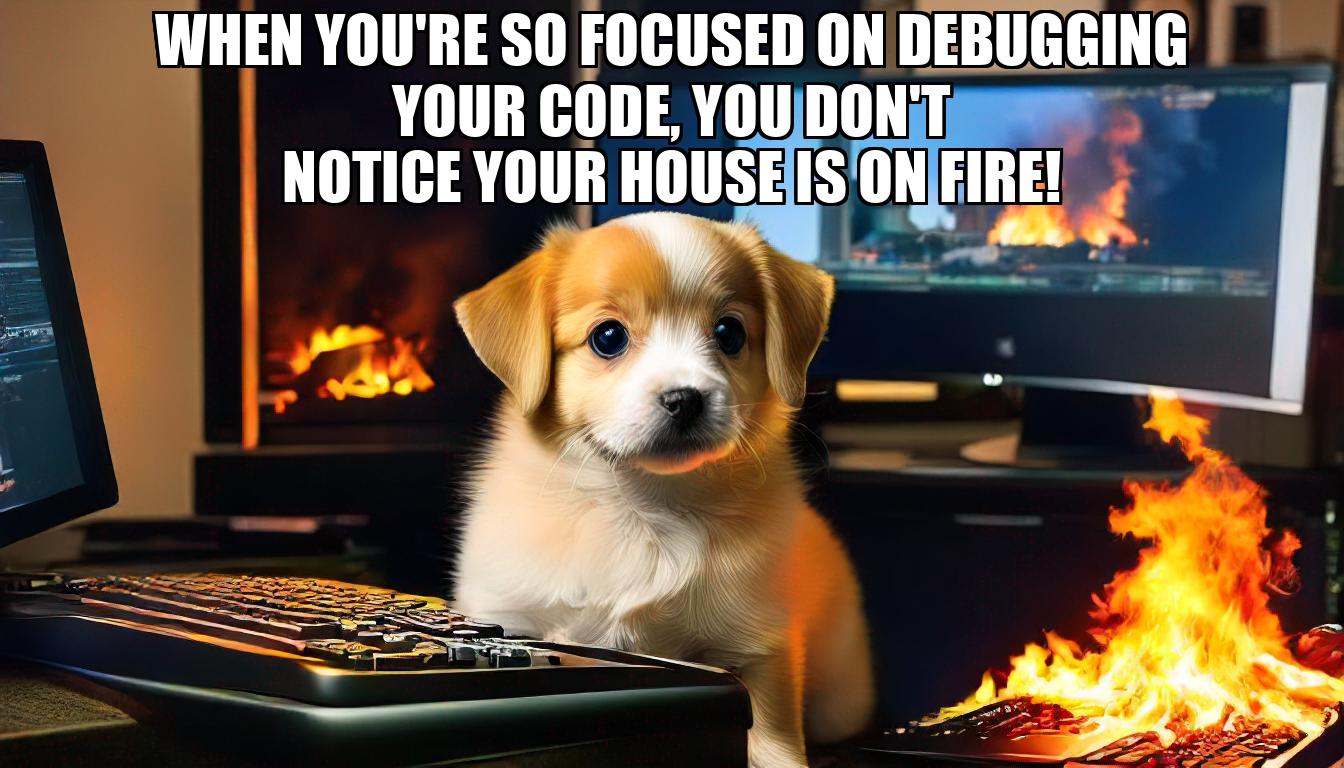 WHEN YOU'RE SO FOCUSED ON DEBUGGING
YOUR CODE, YOU DON'T
NOTICE YOUR HOUSE IS ON FIRE!